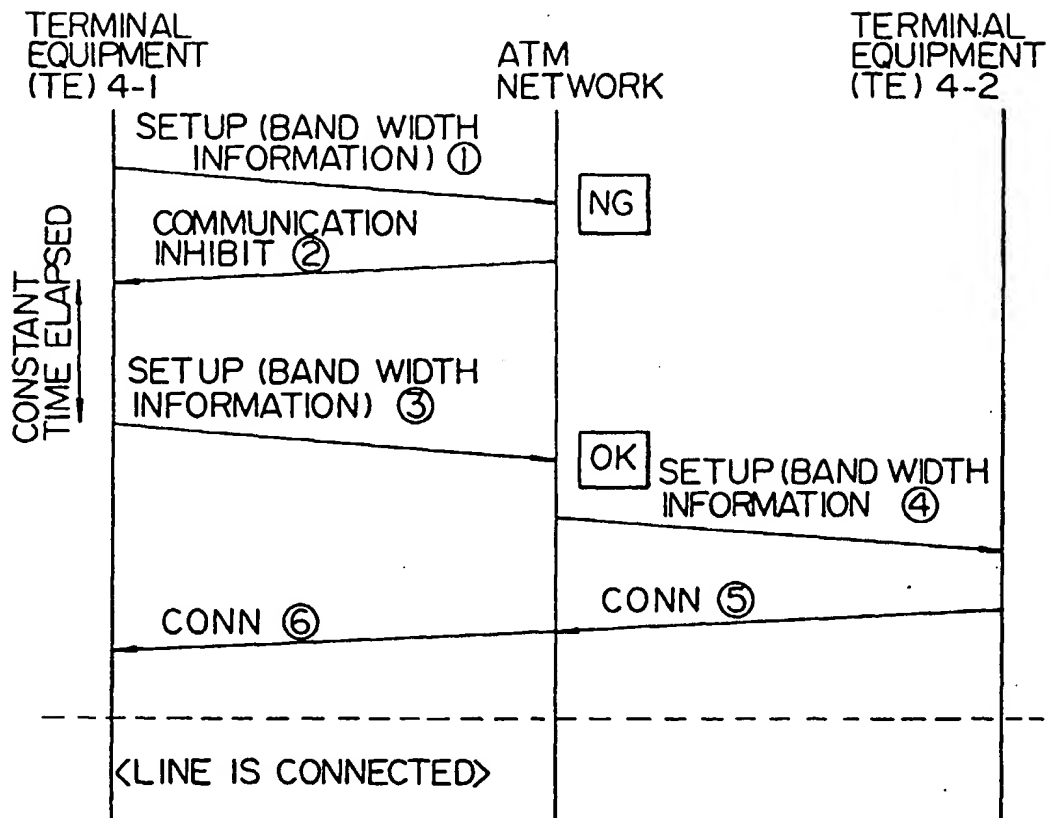 TERMINAL
EQUIPMENT
(TE) 4-1
ATM
NETWORK
TERMINAL
EQUIPMENT
(TE) 4-2
SETUP (BAND WIDTH
INFORMATION) ①
NG
COMMUNICATION
INHIBIT ②
CONSTANT
TIME ELAPSED
SETUP (BAND WIDTH
INFORMATION) ③
OK
SETUP (BAND WIDTH
INFORMATION ④
CONN ⑤
CONN ⑥
<LINE IS CONNECTED>